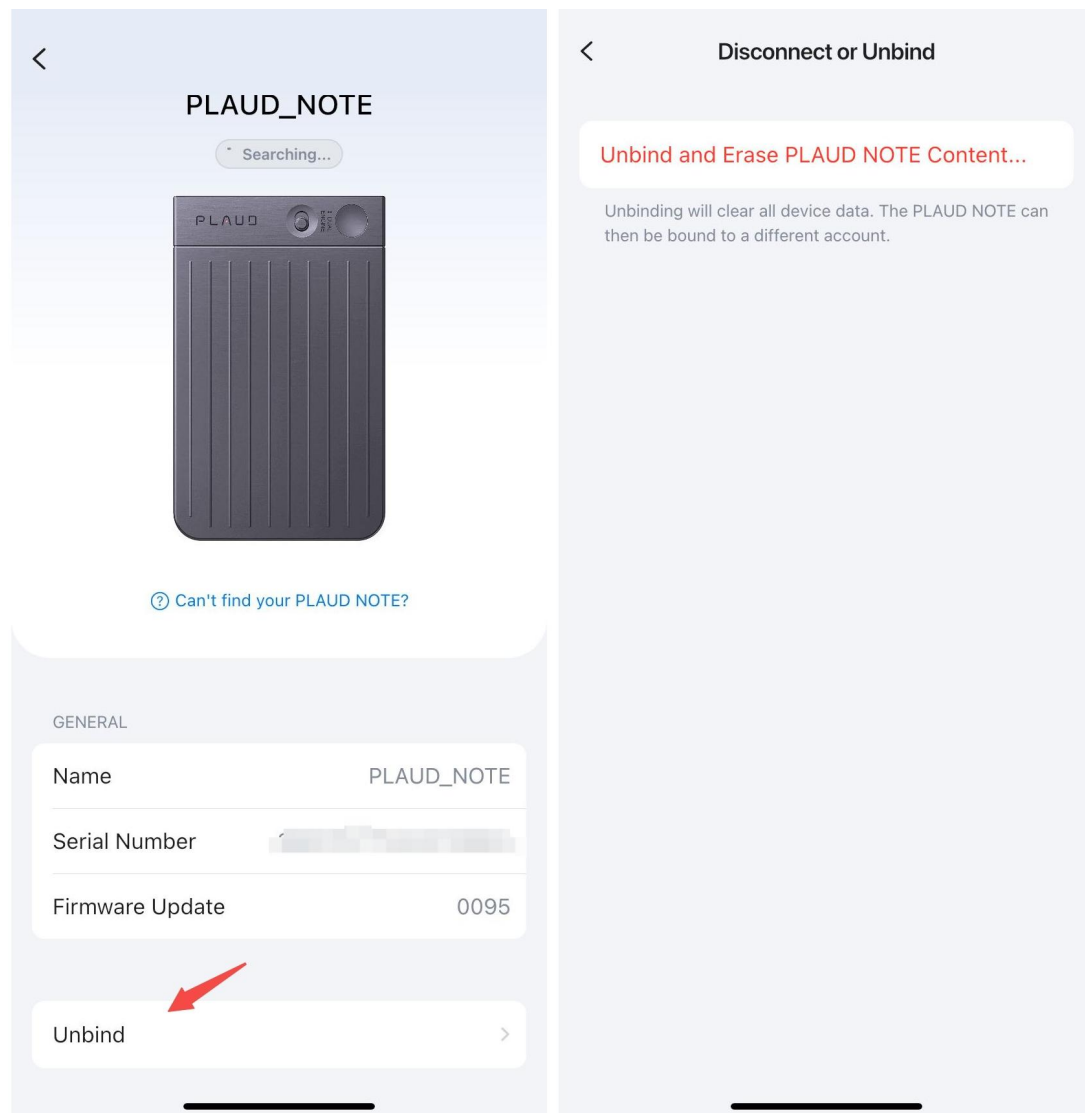 PLAUD_NOTE
Searching...
PLAUD
Can't find your PLAUD NOTE?
GENERAL
Name PLAUD_NOTE
Serial Number
Firmware Update 0095
Unbind
Disconnect or Unbind
Unbind and Erase PLAUD NOTE Content...
Unbinding will clear all device data. The PLAUD NOTE can
then be bound to a different account.